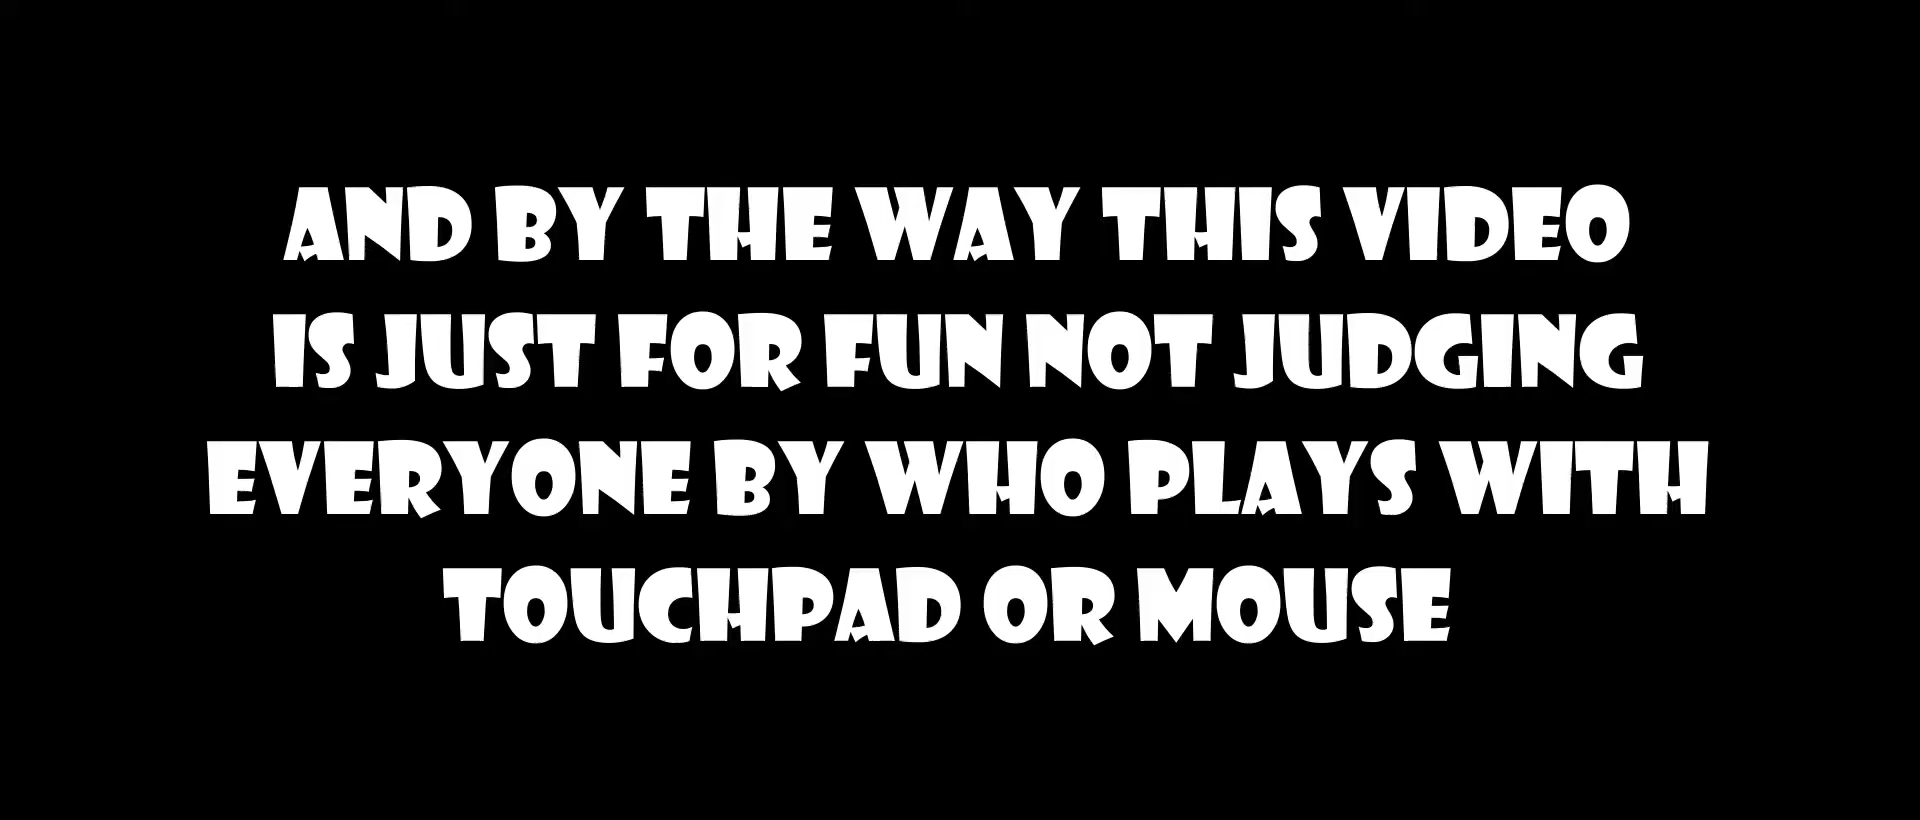 AND BY THE WAY THIS VIDEO
IS JUST FOR FUN NOT JUDGING
EVERYONE BY WHO PLAYS WITH
TOUCHPAD OR MOUSE